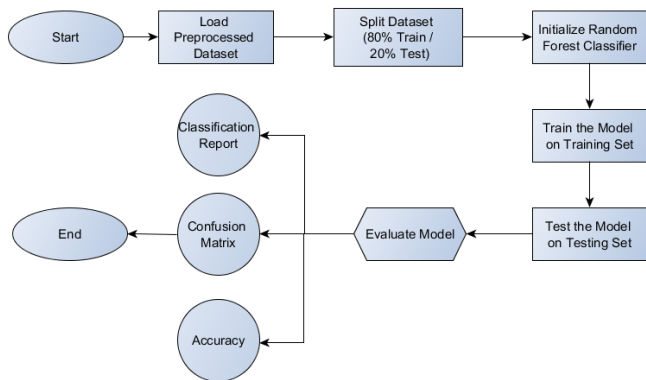 Start
Load
Preprocessed
Dataset
Split Dataset
(80% Train /
20% Test)
Initialize Random
Forest Classifier
Train the Model
on Training Set
Test the Model
on Testing Set
Evaluate Model
Classification
Report
Confusion
Matrix
Accuracy
End